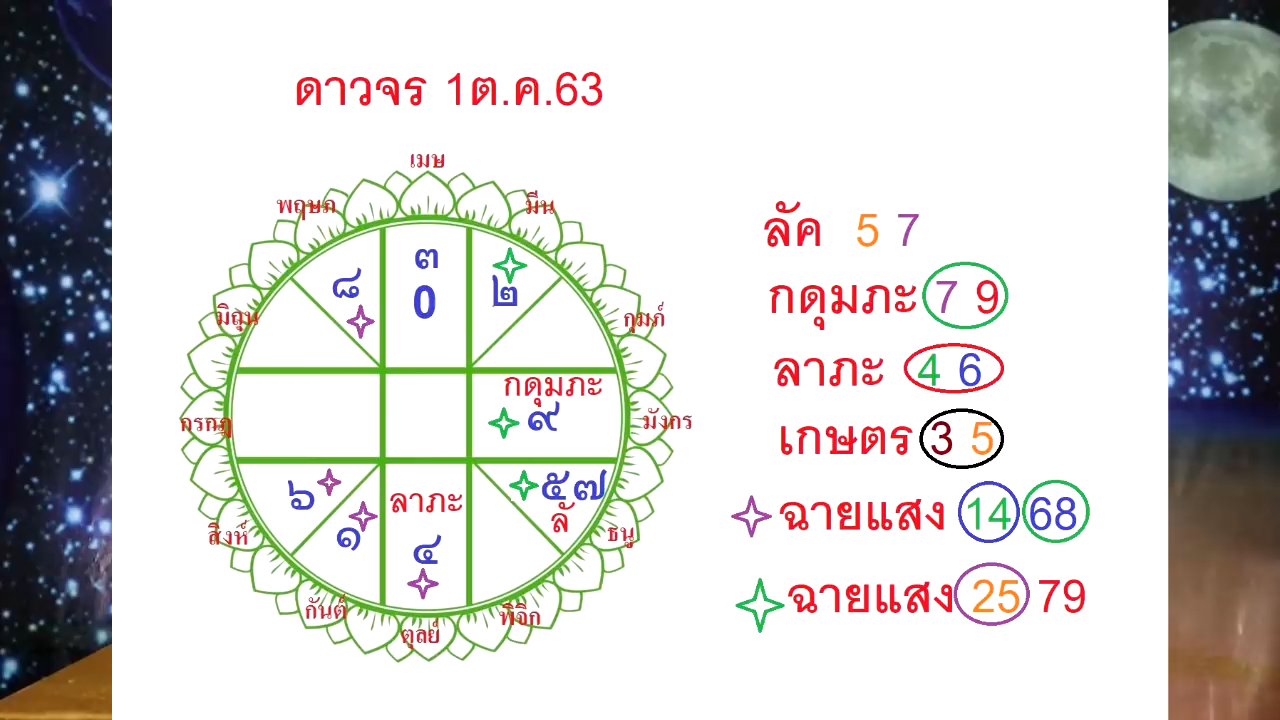 ดาวจร 1ต.ค.63
เมษ
พฤษภ
มีน
๘
๓
๒
0
มิถุน
กุมภ์
กดุมภะ
๙
กรกฎ
มังกร
๖
๑
ลาภะ
๔
๕๗
ลั
สิงห์
ธนู
กันต์
ตุลย์
พิจิก
ลัค 5 7
กดุมภะ 7 9
ลาภะ 4 6
เกษตร 3 5
ฉายแสง 14 68
ฉายแสง 25 79